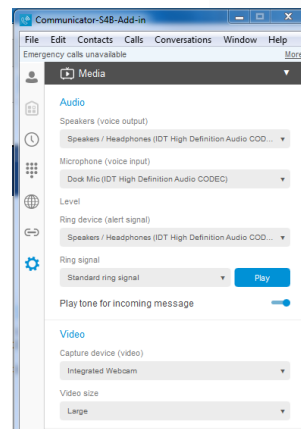 Communicator-S4B-Add-in
File Edit Contacts Calls Conversations Window Help
Emergency calls unavailable More
Media
Audio
Speakers (voice output)
Speakers / Headphones (IDT High Definition Audio COD...
Microphone (voice input)
Dock Mic (IDT High Definition Audio CODEC)
Level
Ring device (alert signal)
Speakers / Headphones (IDT High Definition Audio COD...
Ring signal
Standard ring signal Play
Play tone for incoming message
Video
Capture device (video)
Integrated Webcam
Video size
Large